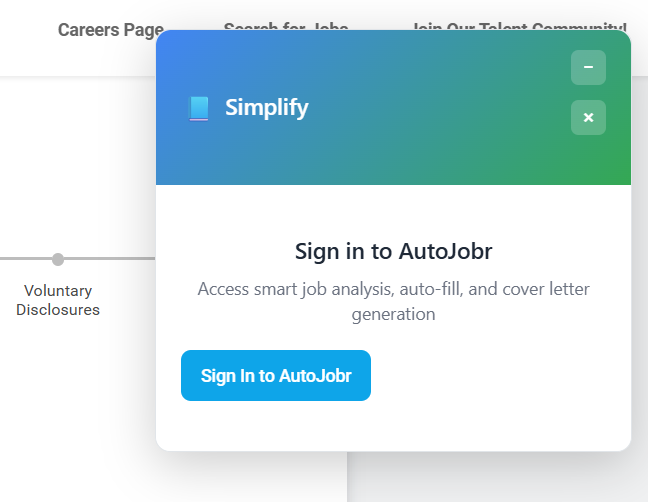 Careers Page
Search for Jobs
Join Our Talent Community!
Simplify
Sign in to AutoJobr
Access smart job analysis, auto-fill, and cover letter
generation
Sign In to AutoJobr
Voluntary
Disclosures